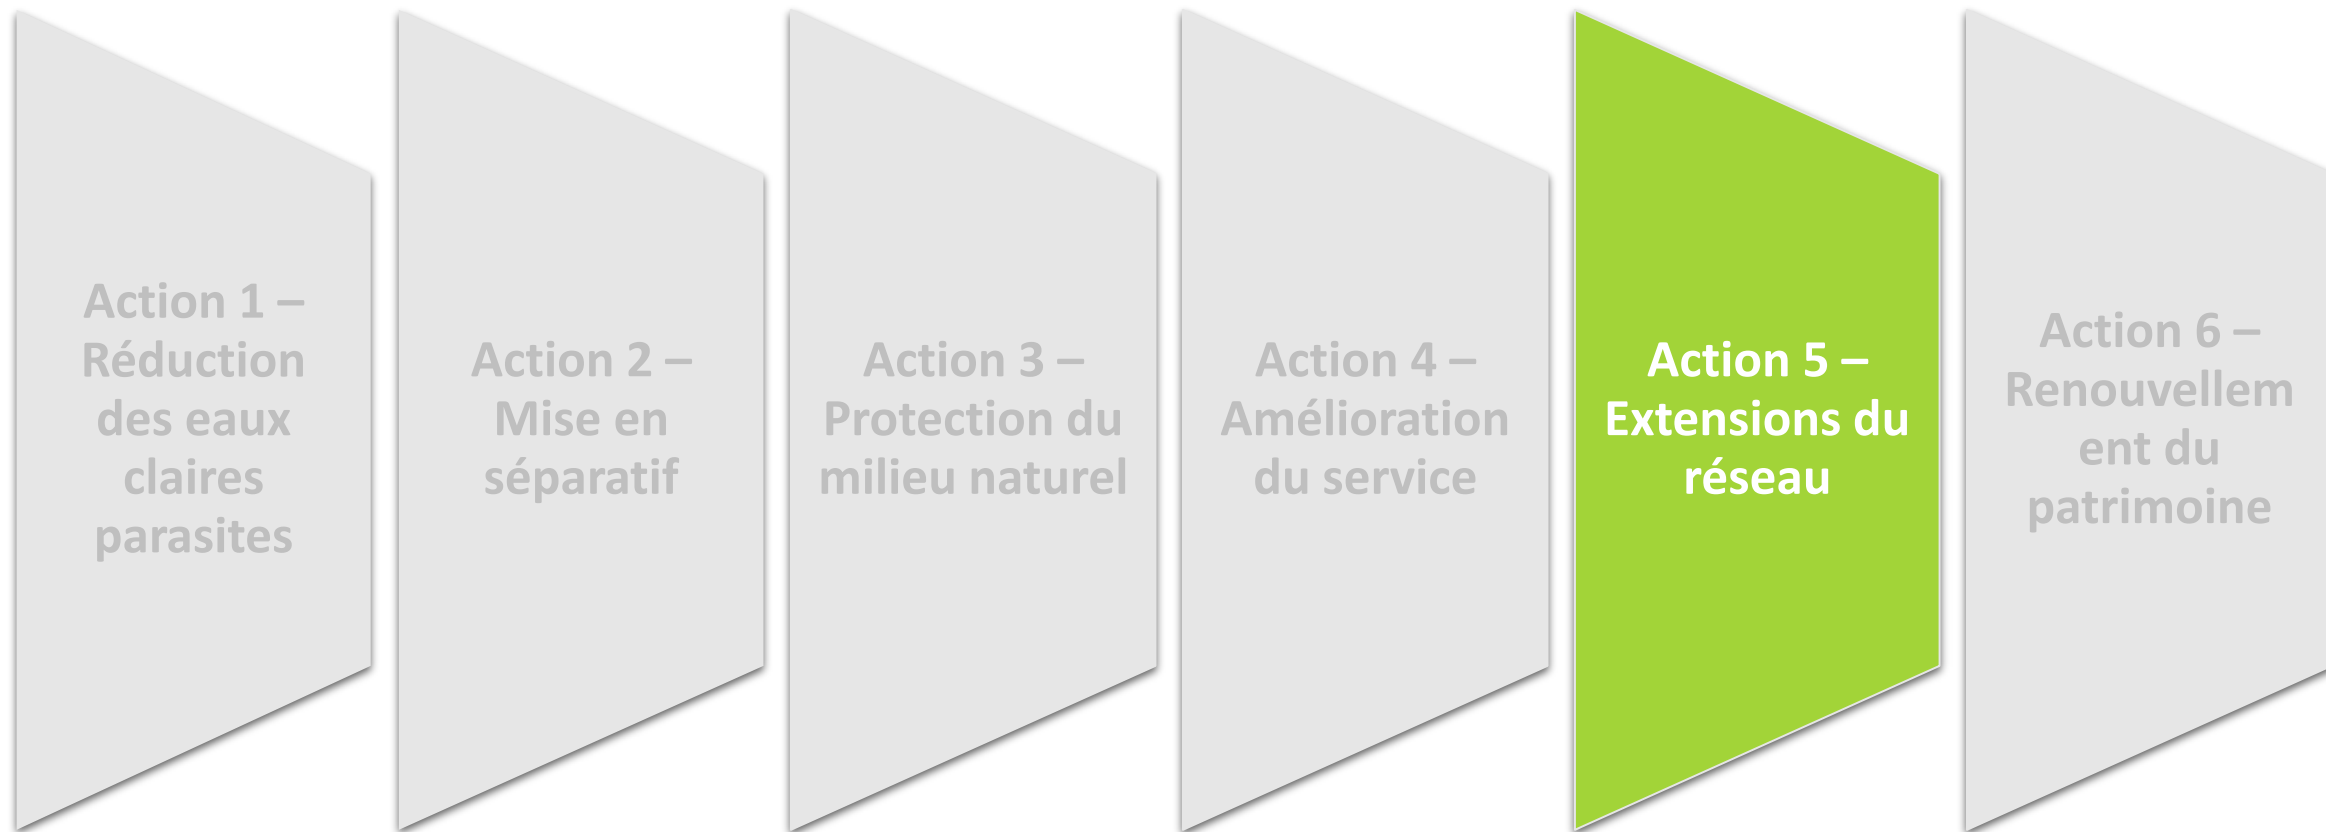 Action 1 –
Réduction
des eaux
claires
parasites
Action 2 –
Mise en
séparatif
Action 3 –
Protection du
milieu naturel
Action 4 –
Amélioration
du service
Action 5 –
Extensions du
réseau
Action 6 –
Renouvellem
ent du
patrimoine